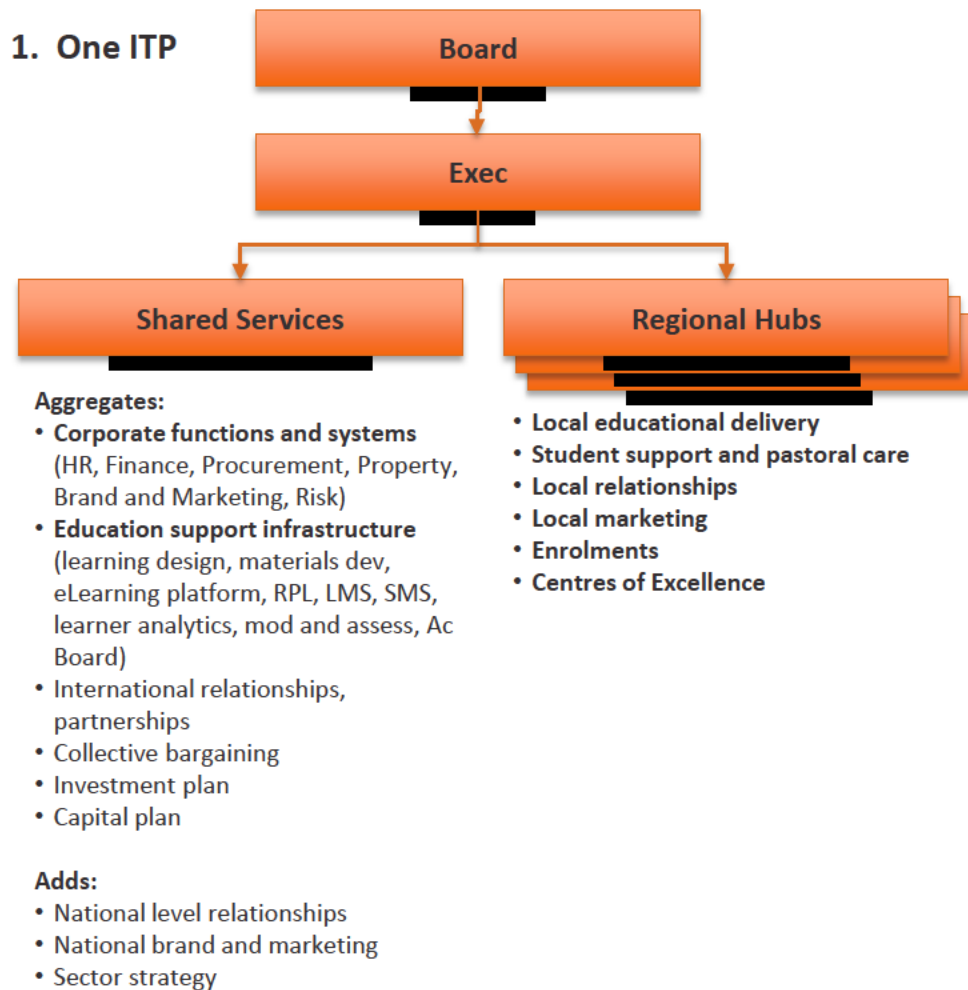 1. One ITP
Board
Exec
Shared Services
Regional Hubs
Aggregates:
• Corporate functions and systems
(HR, Finance, Procurement, Property,
Brand and Marketing, Risk)
• Education support infrastructure
(learning design, materials dev,
eLearning platform, RPL, LMS, SMS,
learner analytics, mod and assess, Ac
Board)
• International relationships,
partnerships
• Collective bargaining
• Investment plan
• Capital plan
Adds:
• National level relationships
• National brand and marketing
• Sector strategy
• Local educational delivery
• Student support and pastoral care
• Local relationships
• Local marketing
• Enrolments
• Centres of Excellence